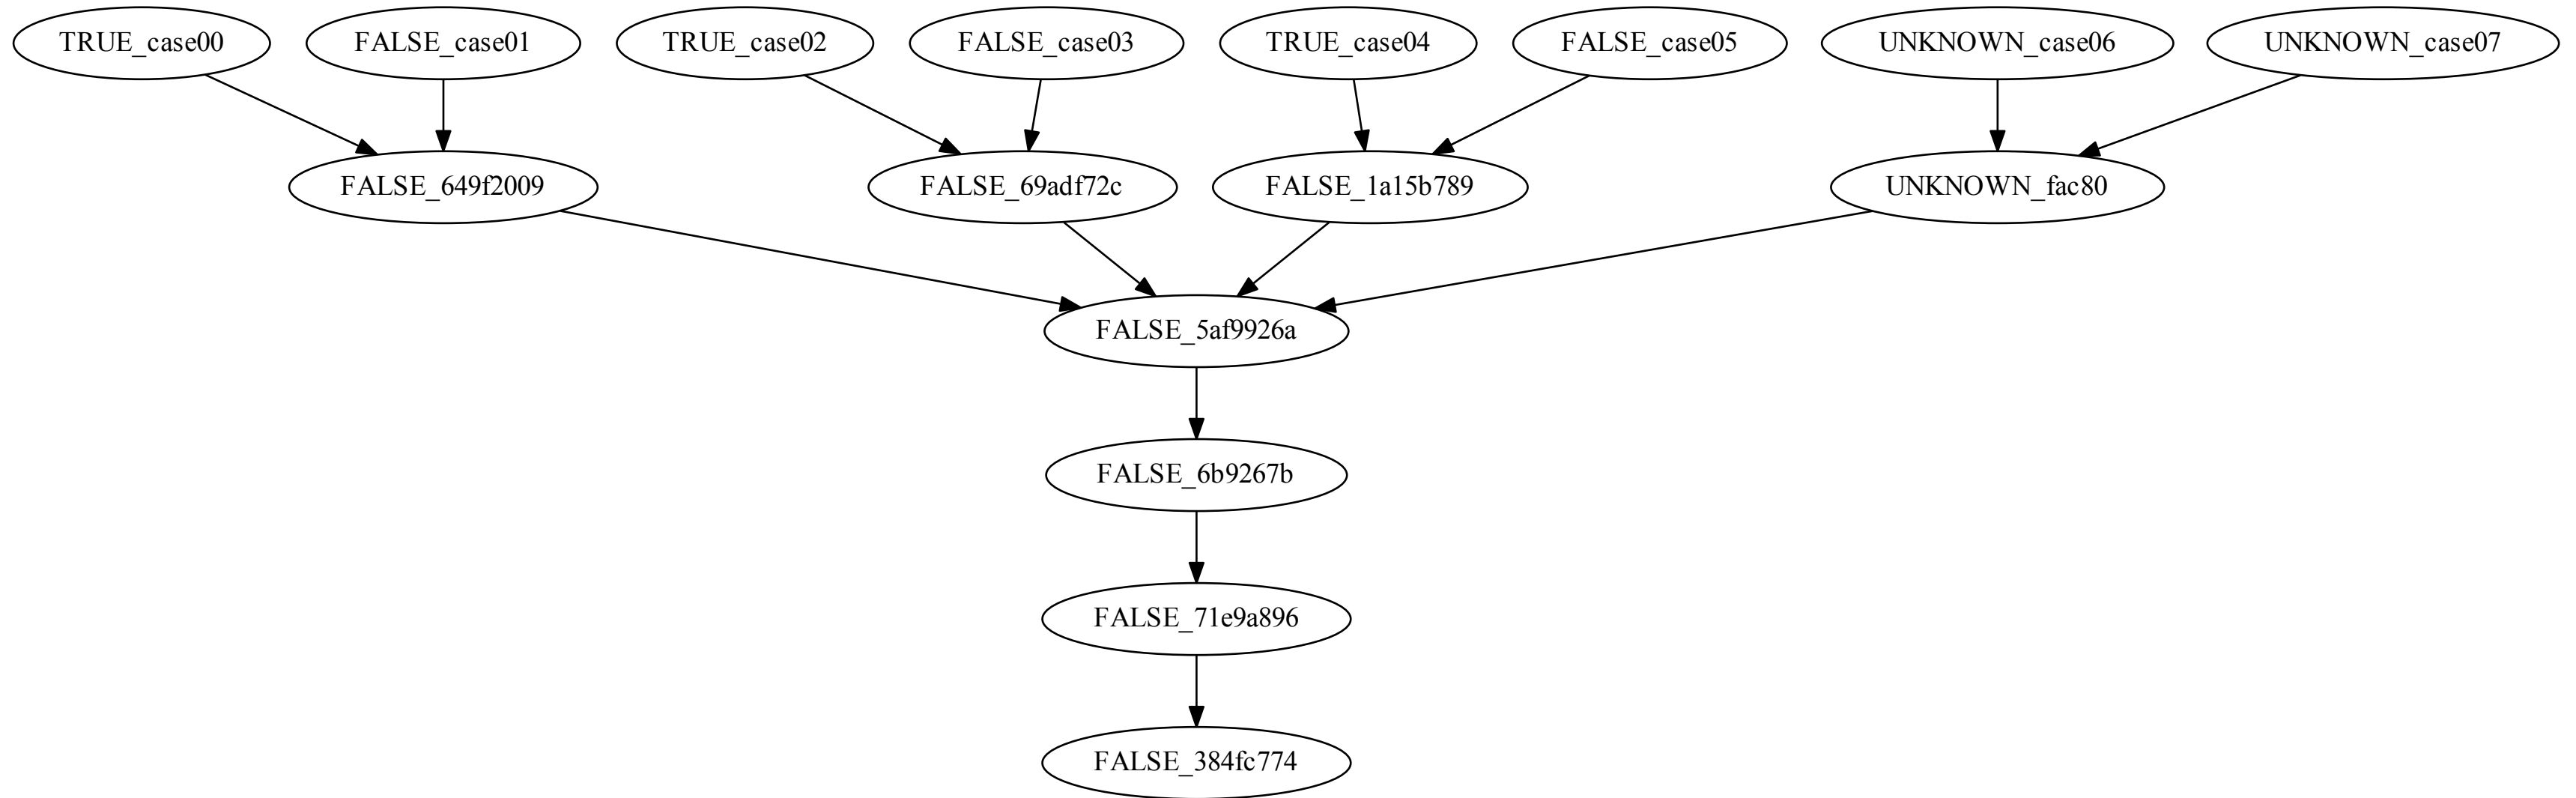 TRUE_case00
FALSE_case01
TRUE_case02
FALSE_case03
TRUE_case04
FALSE_case05
UNKNOWN_case06
UNKNOWN_case07
FALSE_649f2009
FALSE_69adf72c
FALSE_1a15b789
UNKNOWN_fac80
FALSE_5af9926a
FALSE_6b9267b
FALSE_71e9a896
FALSE_384fc774